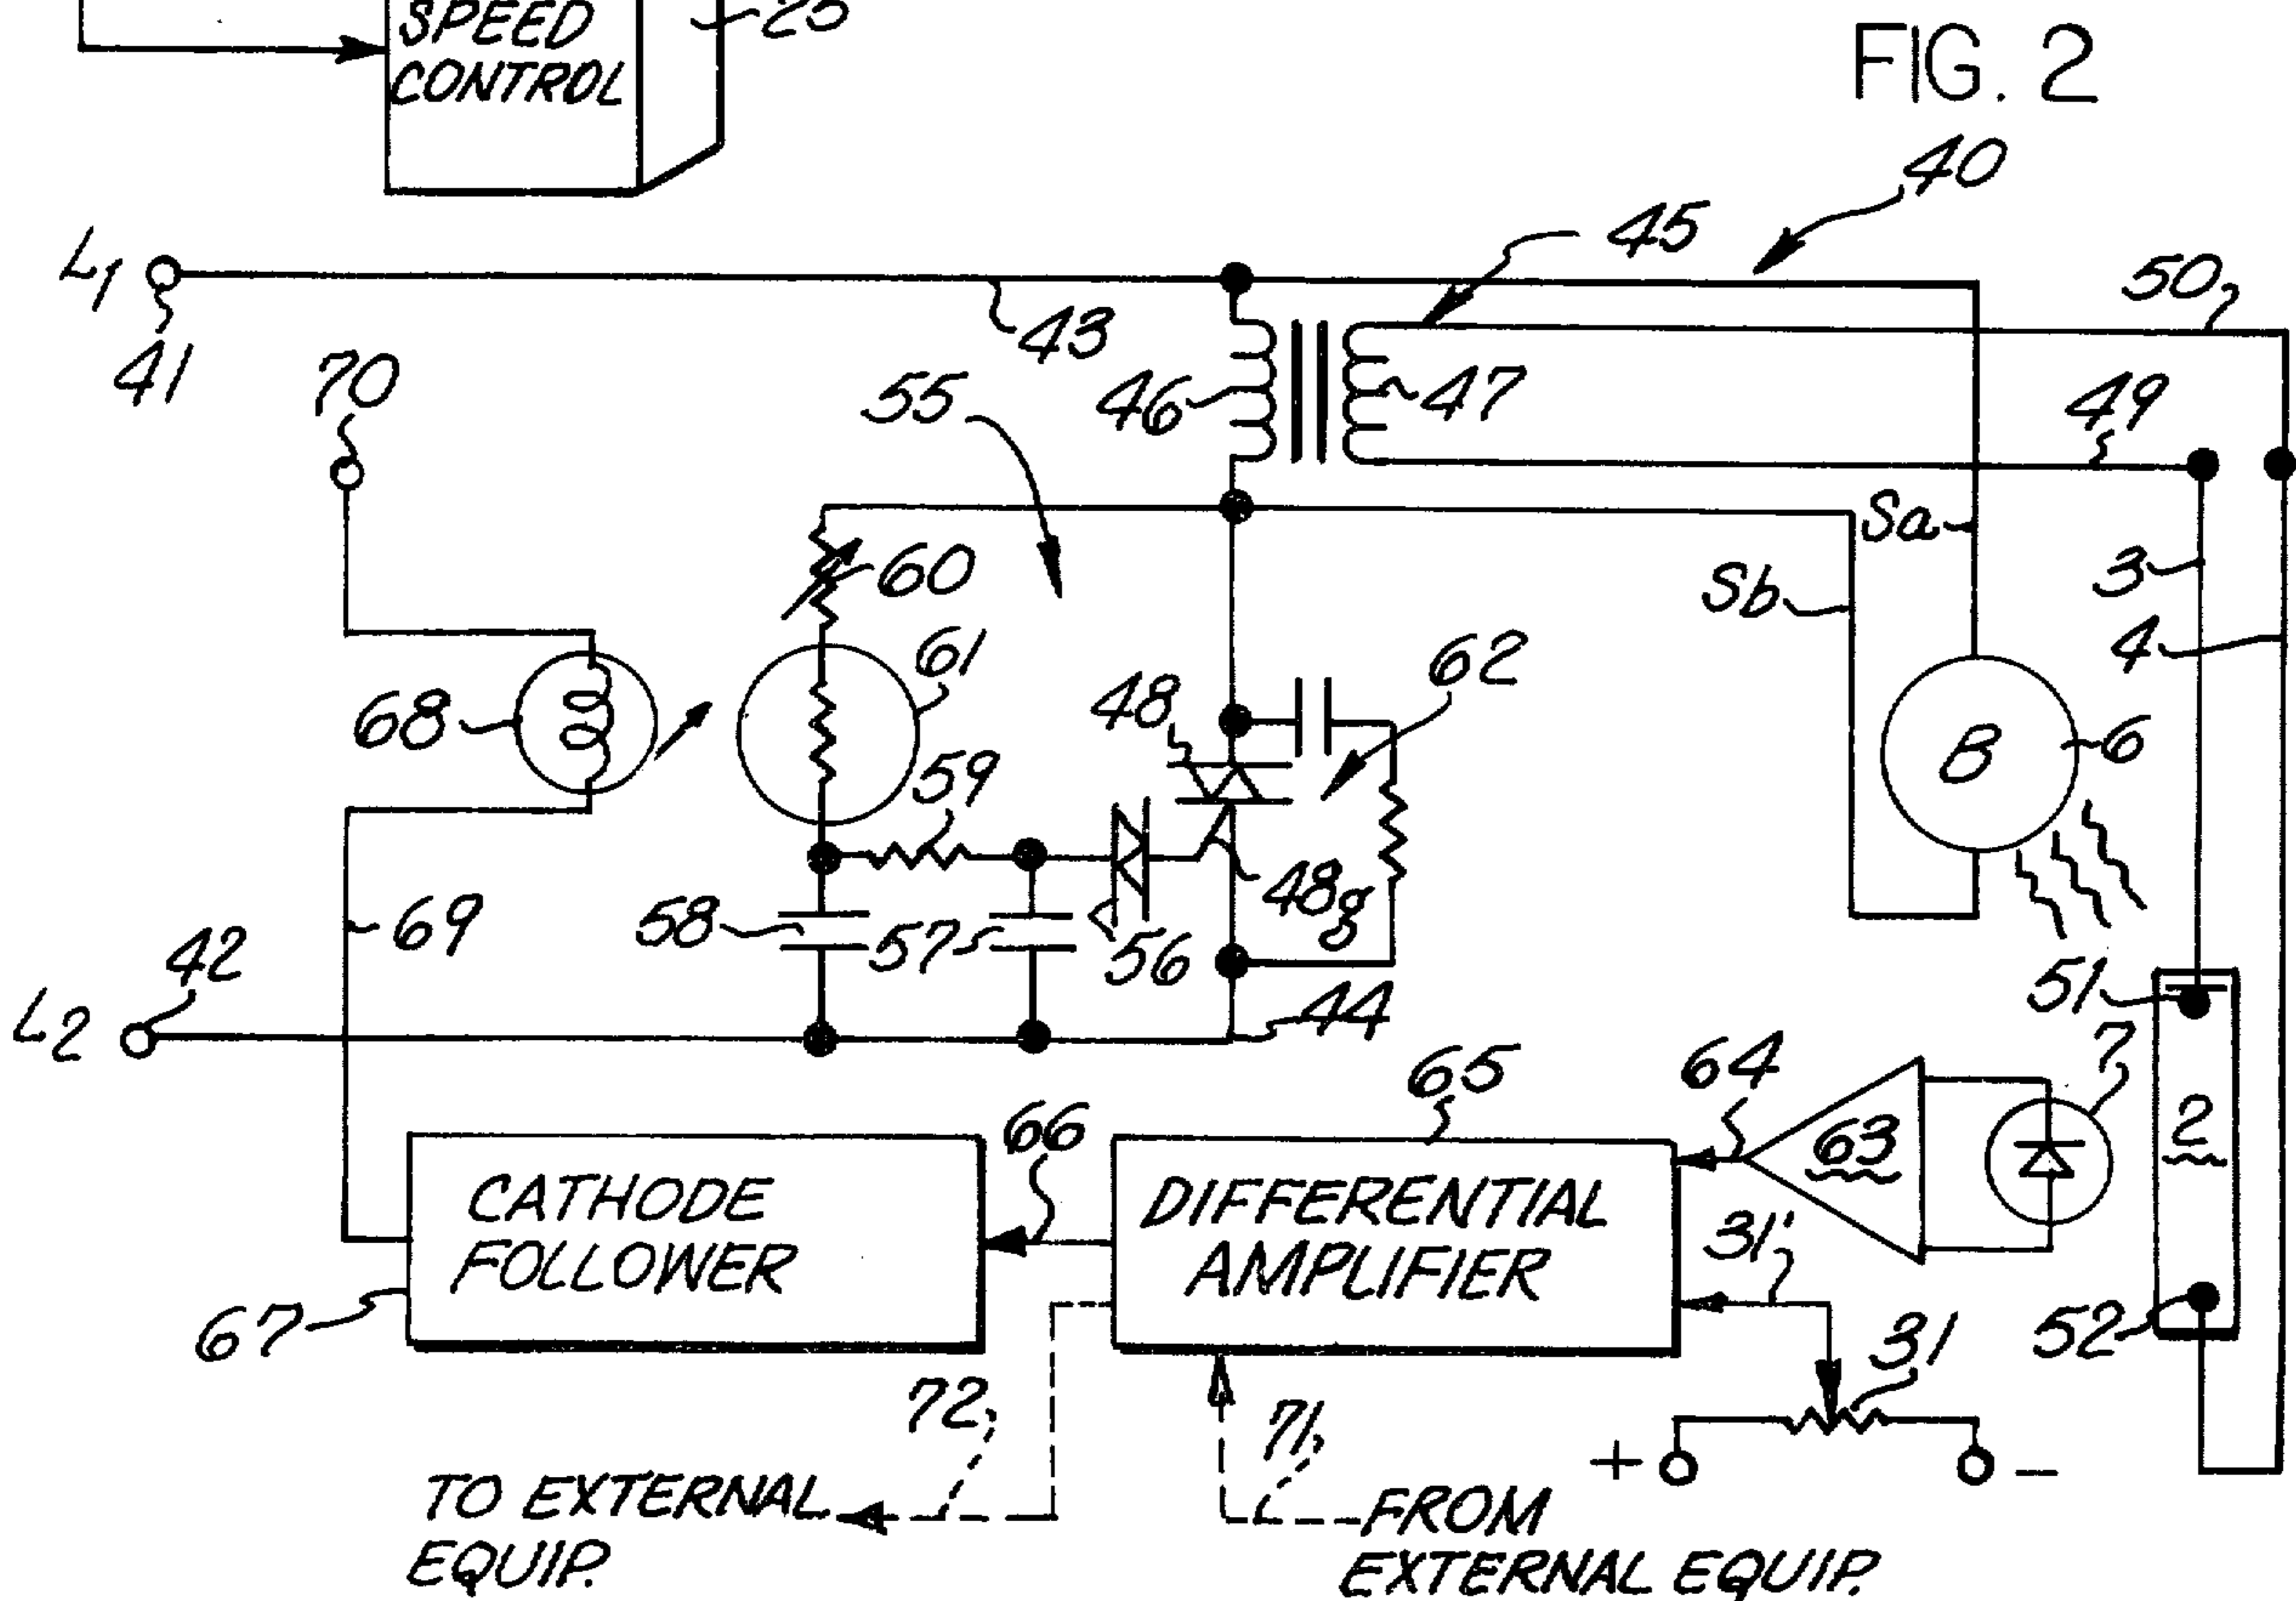 SPEED
CONTROL
25
FIG. 2
40
45
L1
41
43
50
70
55
46
47
49
Sa
3
60
Sb
4
61
62
48
68
6
B
59
69
58
57
56
48g
42
51
L2
44
7
65
64
66
63
2
CATHODE
FOLLOWER
DIFFERENTIAL
AMPLIFIER
31'
67
52
31
72
71
+
−
TO EXTERNAL
EQUIP.
FROM
EXTERNAL EQUIP.